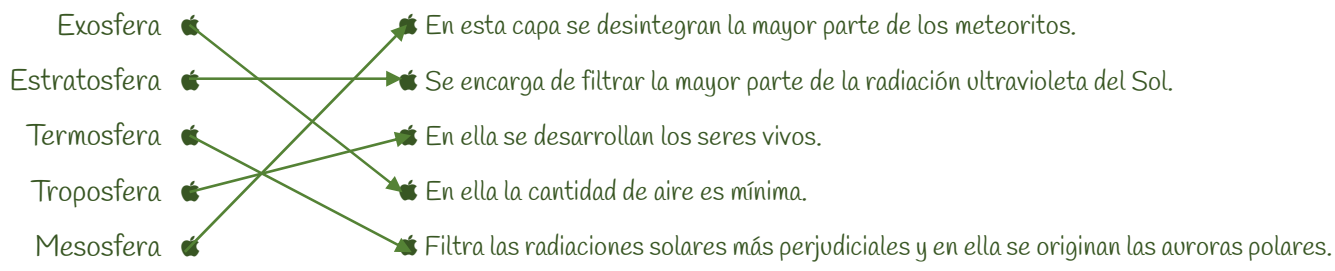 Exosfera En esta capa se desintegran la mayor parte de los meteoritos.
Estratosfera Se encarga de filtrar la mayor parte de la radiación ultravioleta del Sol.
Termosfera En ella se desarrollan los seres vivos.
Troposfera En ella la cantidad de aire es mínima.
Mesosfera Filtra las radiaciones solares más perjudiciales y en ella se originan las auroras polares.